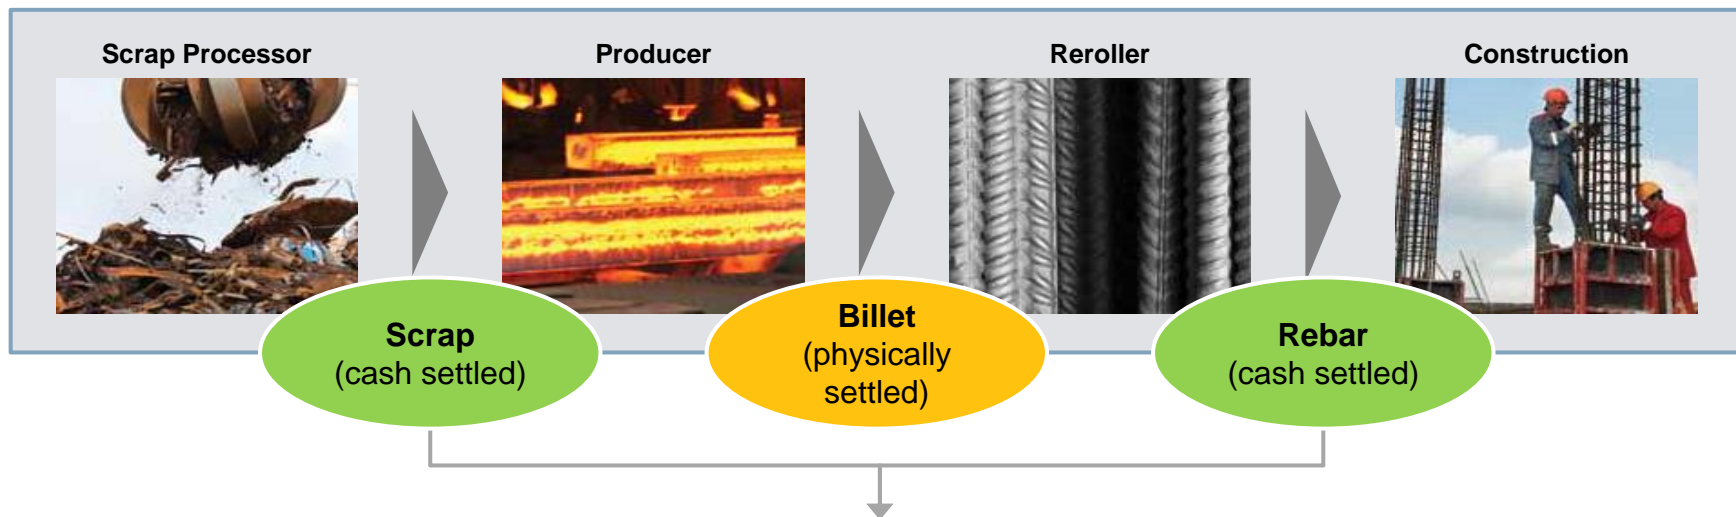 Scrap Processor
Producer
Reroller
Construction
Scrap
(cash settled)
Billet
(physically
settled)
Rebar
(cash settled)